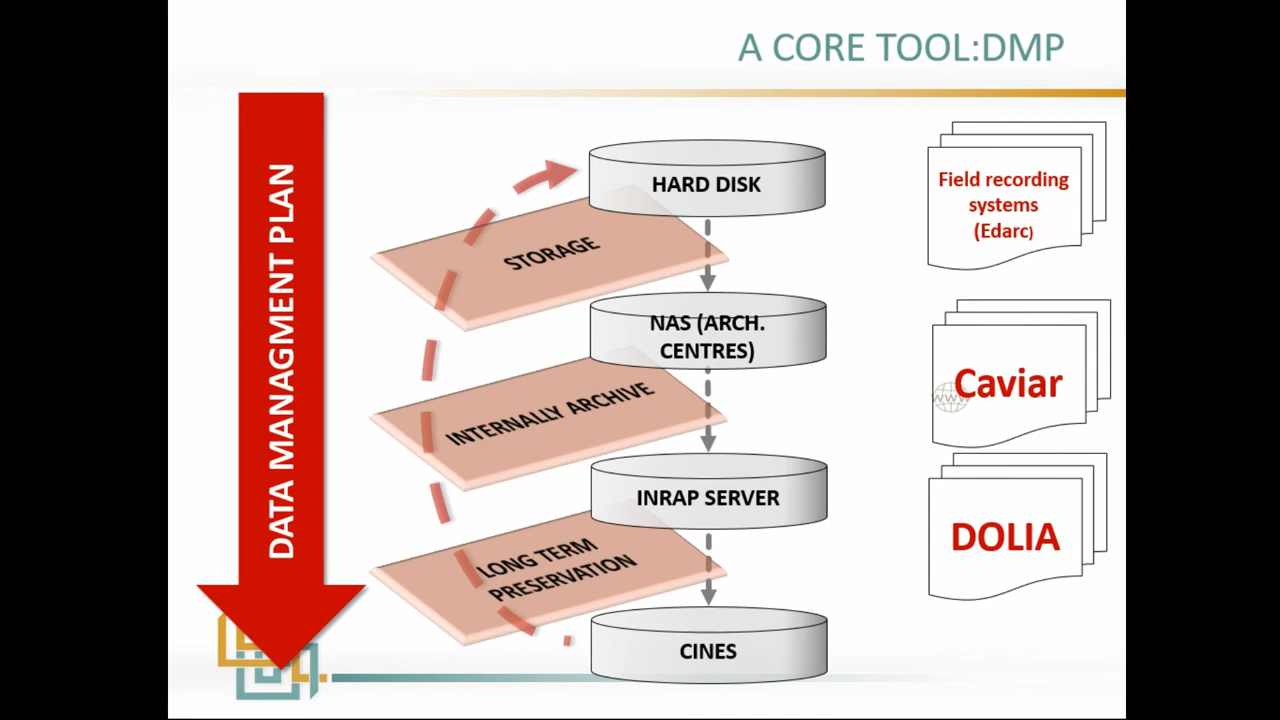 A CORE TOOL:DMP
DATA MANAGMENT PLAN
HARD DISK
STORAGE
NAS (ARCH.
CENTRES)
INTERNALLY ARCHIVE
INRAP SERVER
LONG TERM
PRESERVATION
CINES
Field recording
systems
(Edarc)
www
Caviar
DOLIA